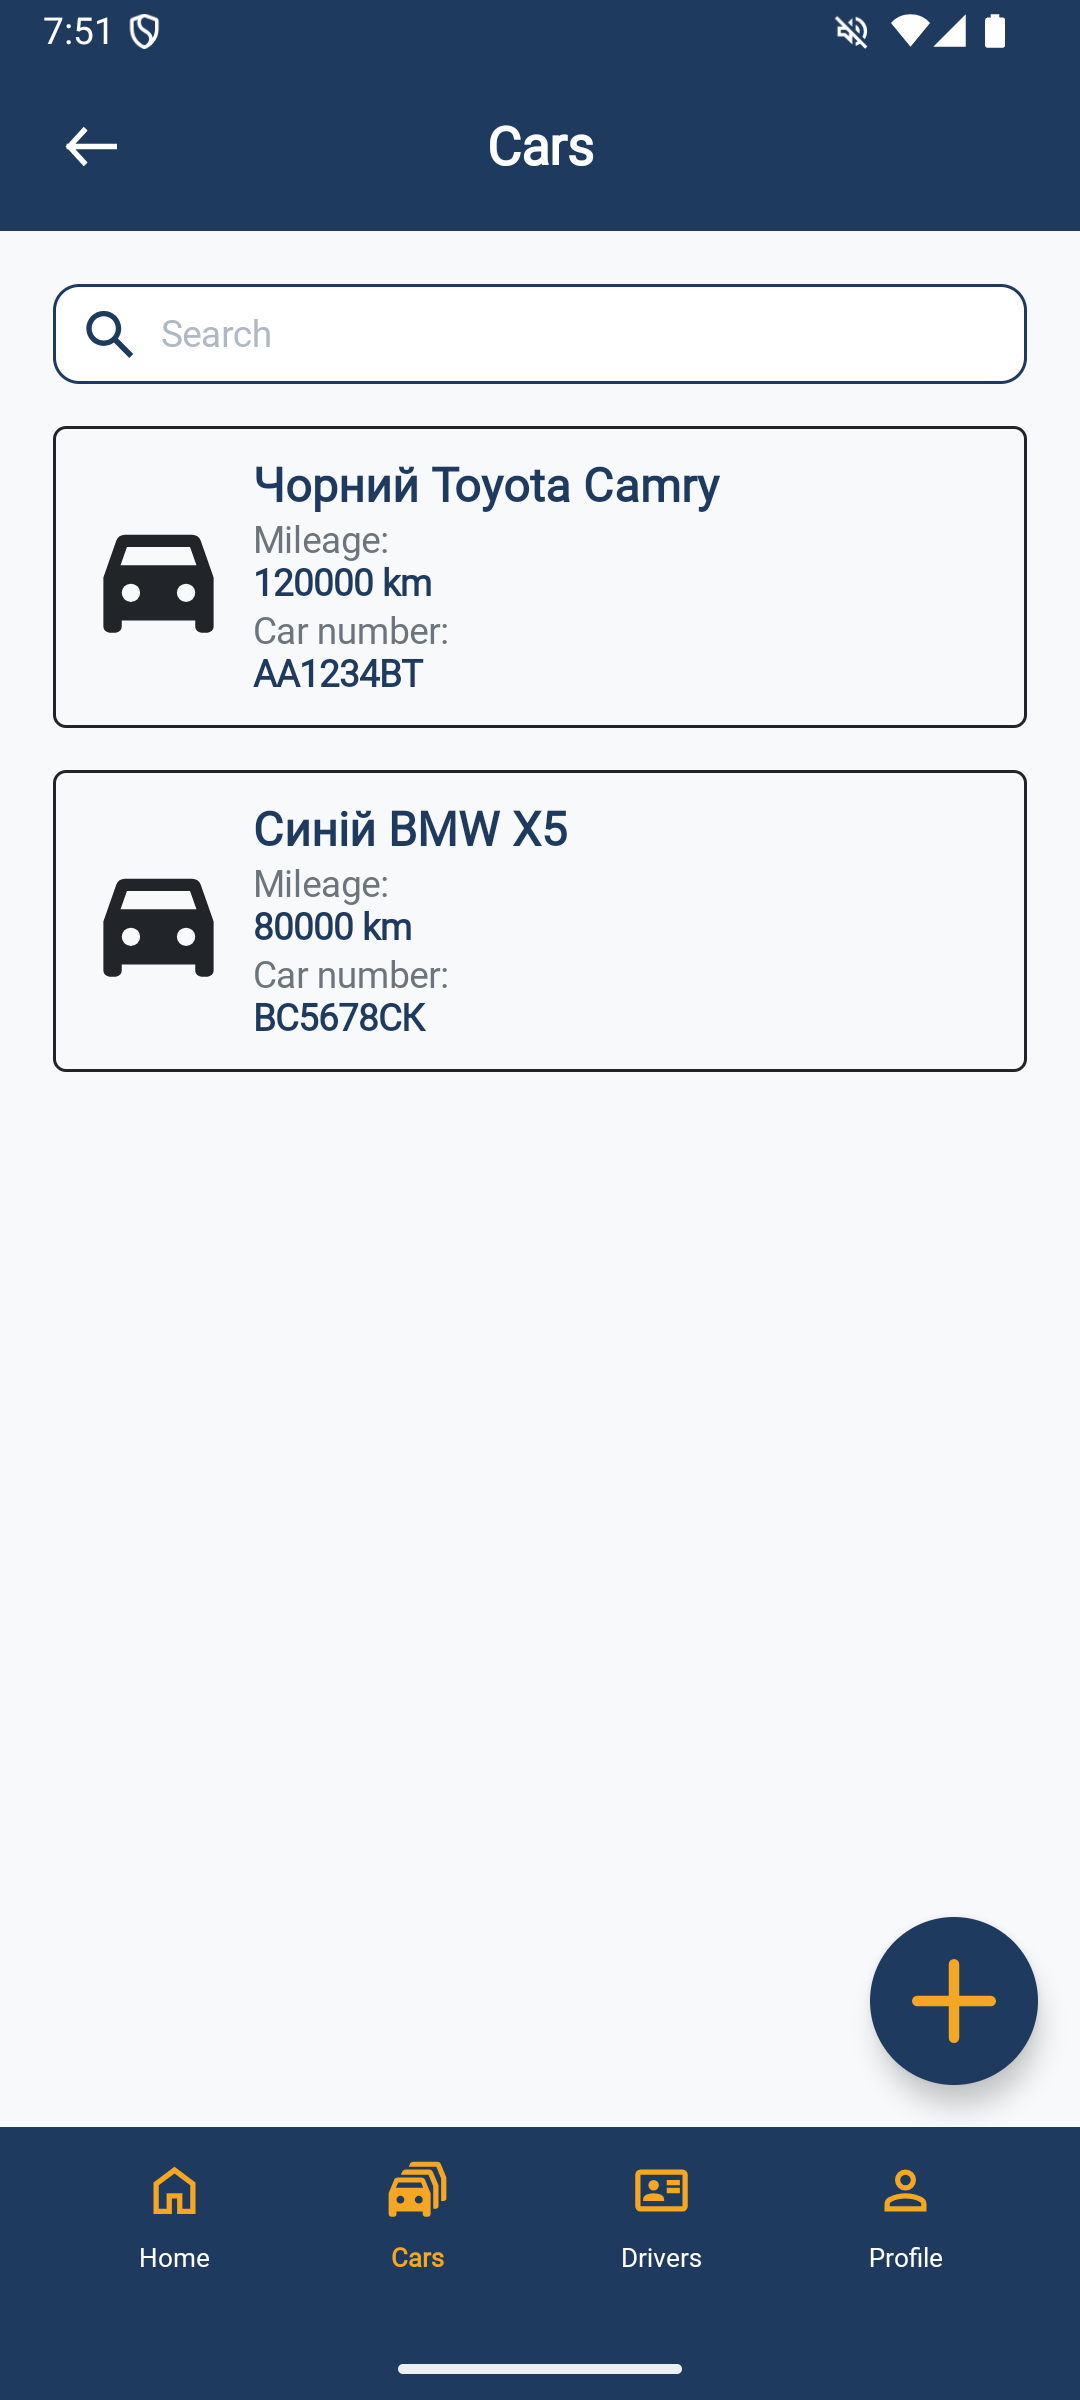 7:51
Cars
Search
Чорний Toyota Camry
Mileage:
120000 km
Car number:
AA1234BT
Синій BMW X5
Mileage:
80000 km
Car number:
BC5678CK
Home
Cars
Drivers
Profile